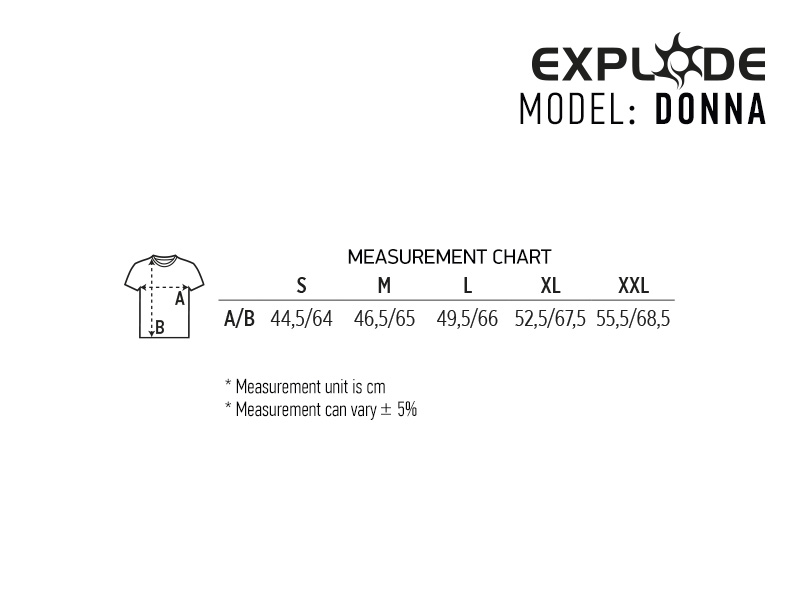 EXPLODE
MODEL: DONNA
MEASUREMENT CHART
S M L XL XXL
A/B 44,5/64 46,5/65 49,5/66 52,5/67,5 55,5/68,5
A
B
* Measurement unit is cm
* Measurement can vary ± 5%